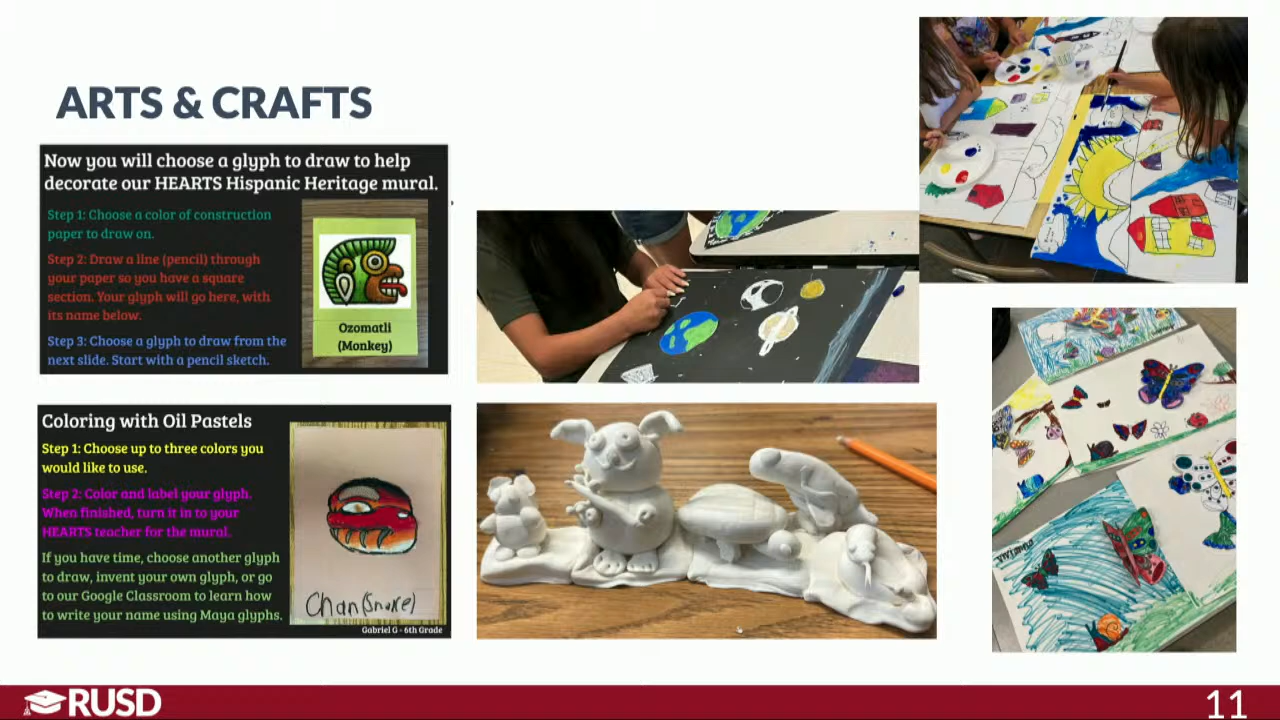 ARTS & CRAFTS
Now you will choose a glyph to draw to help
decorate our HEARTS Hispanic Heritage mural.
Step 1: Choose a color of construction
paper to draw on.
Step 2: Draw a line (pencil) through
your paper so you have a square
section. Your glyph will go here, with
its name below.
Step 3: Choose a glyph to draw from the
next slide. Start with a pencil sketch.
Ozomatli
(Monkey)
Coloring with Oil Pastels
Step 1: Choose up to three colors you
would like to use.
Step 2: Color and label your glyph.
When finished, turn it in to your
HEARTS teacher for the mural.
If you have time, choose another glyph
to draw, invent your own glyph, or go
to our Google Classroom to learn how
to write your name using Maya glyphs.
Chan (Snake)
Gabriel G - 6th Grade
RUSD
11